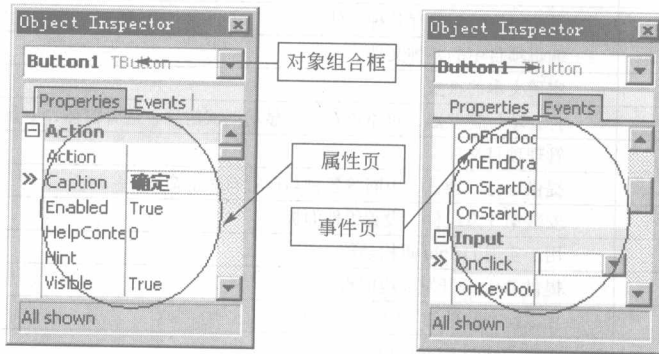 Object Inspector
Button1 TButton
Properties Events
Action
Action
Caption 确定
Enabled True
HelpConte 0
Hint
Visible True
All shown
对象组合框
属性页
事件页
Object Inspector
Button1 TButton
Properties Events
OnEndDoc
OnEndDra
OnStartDo
OnStartDr
Input
OnClick
OnKeyDow
All shown